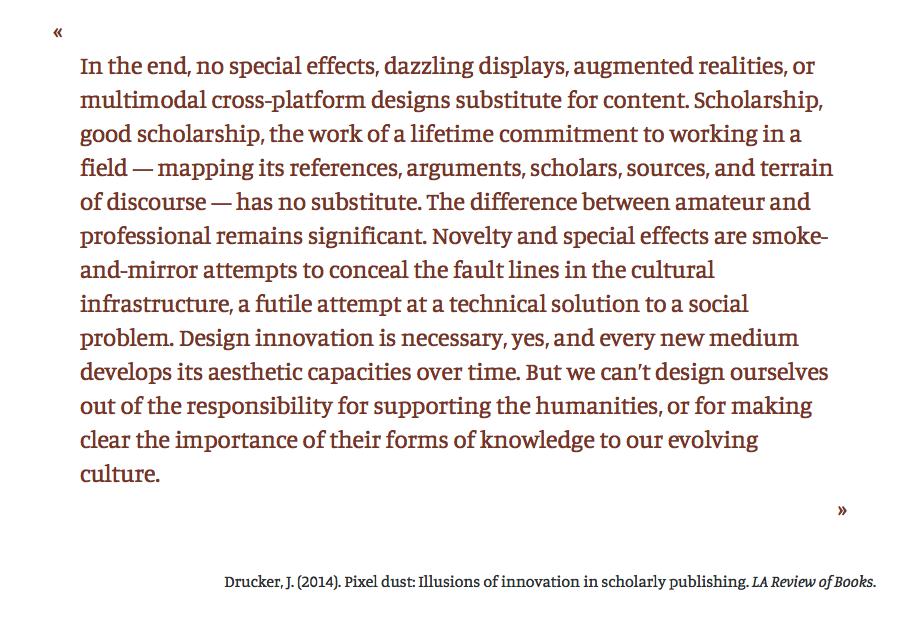 «
In the end, no special effects, dazzling displays, augmented realities, or
multimodal cross-platform designs substitute for content. Scholarship,
good scholarship, the work of a lifetime commitment to working in a
field — mapping its references, arguments, scholars, sources, and terrain
of discourse — has no substitute. The difference between amateur and
professional remains significant. Novelty and special effects are smoke-
and-mirror attempts to conceal the fault lines in the cultural
infrastructure, a futile attempt at a technical solution to a social
problem. Design innovation is necessary, yes, and every new medium
develops its aesthetic capacities over time. But we can’t design ourselves
out of the responsibility for supporting the humanities, or for making
clear the importance of their forms of knowledge to our evolving
culture.
»
Drucker, J. (2014). Pixel dust: Illusions of innovation in scholarly publishing. LA Review of Books.